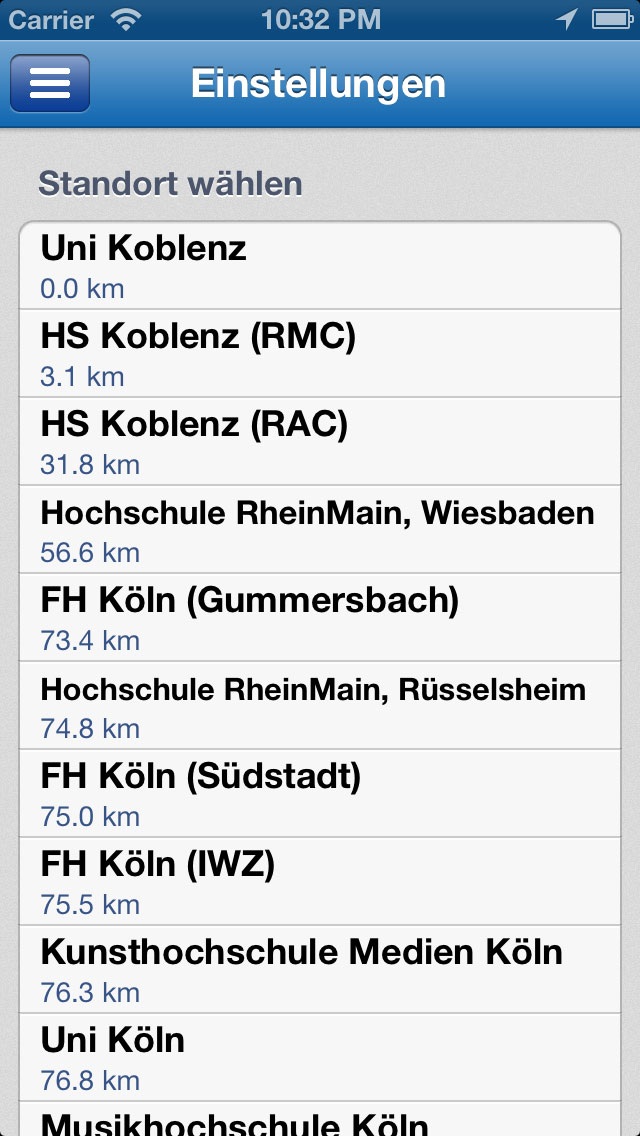 Carrier 10:32 PM
Einstellungen
Standort wählen
Uni Koblenz
0.0 km
HS Koblenz (RMC)
3.1 km
HS Koblenz (RAC)
31.8 km
Hochschule RheinMain, Wiesbaden
56.6 km
FH Köln (Gummersbach)
73.4 km
Hochschule RheinMain, Rüsselsheim
74.8 km
FH Köln (Südstadt)
75.0 km
FH Köln (IWZ)
75.5 km
Kunsthochschule Medien Köln
76.3 km
Uni Köln
76.8 km
Musikhochschule Köln